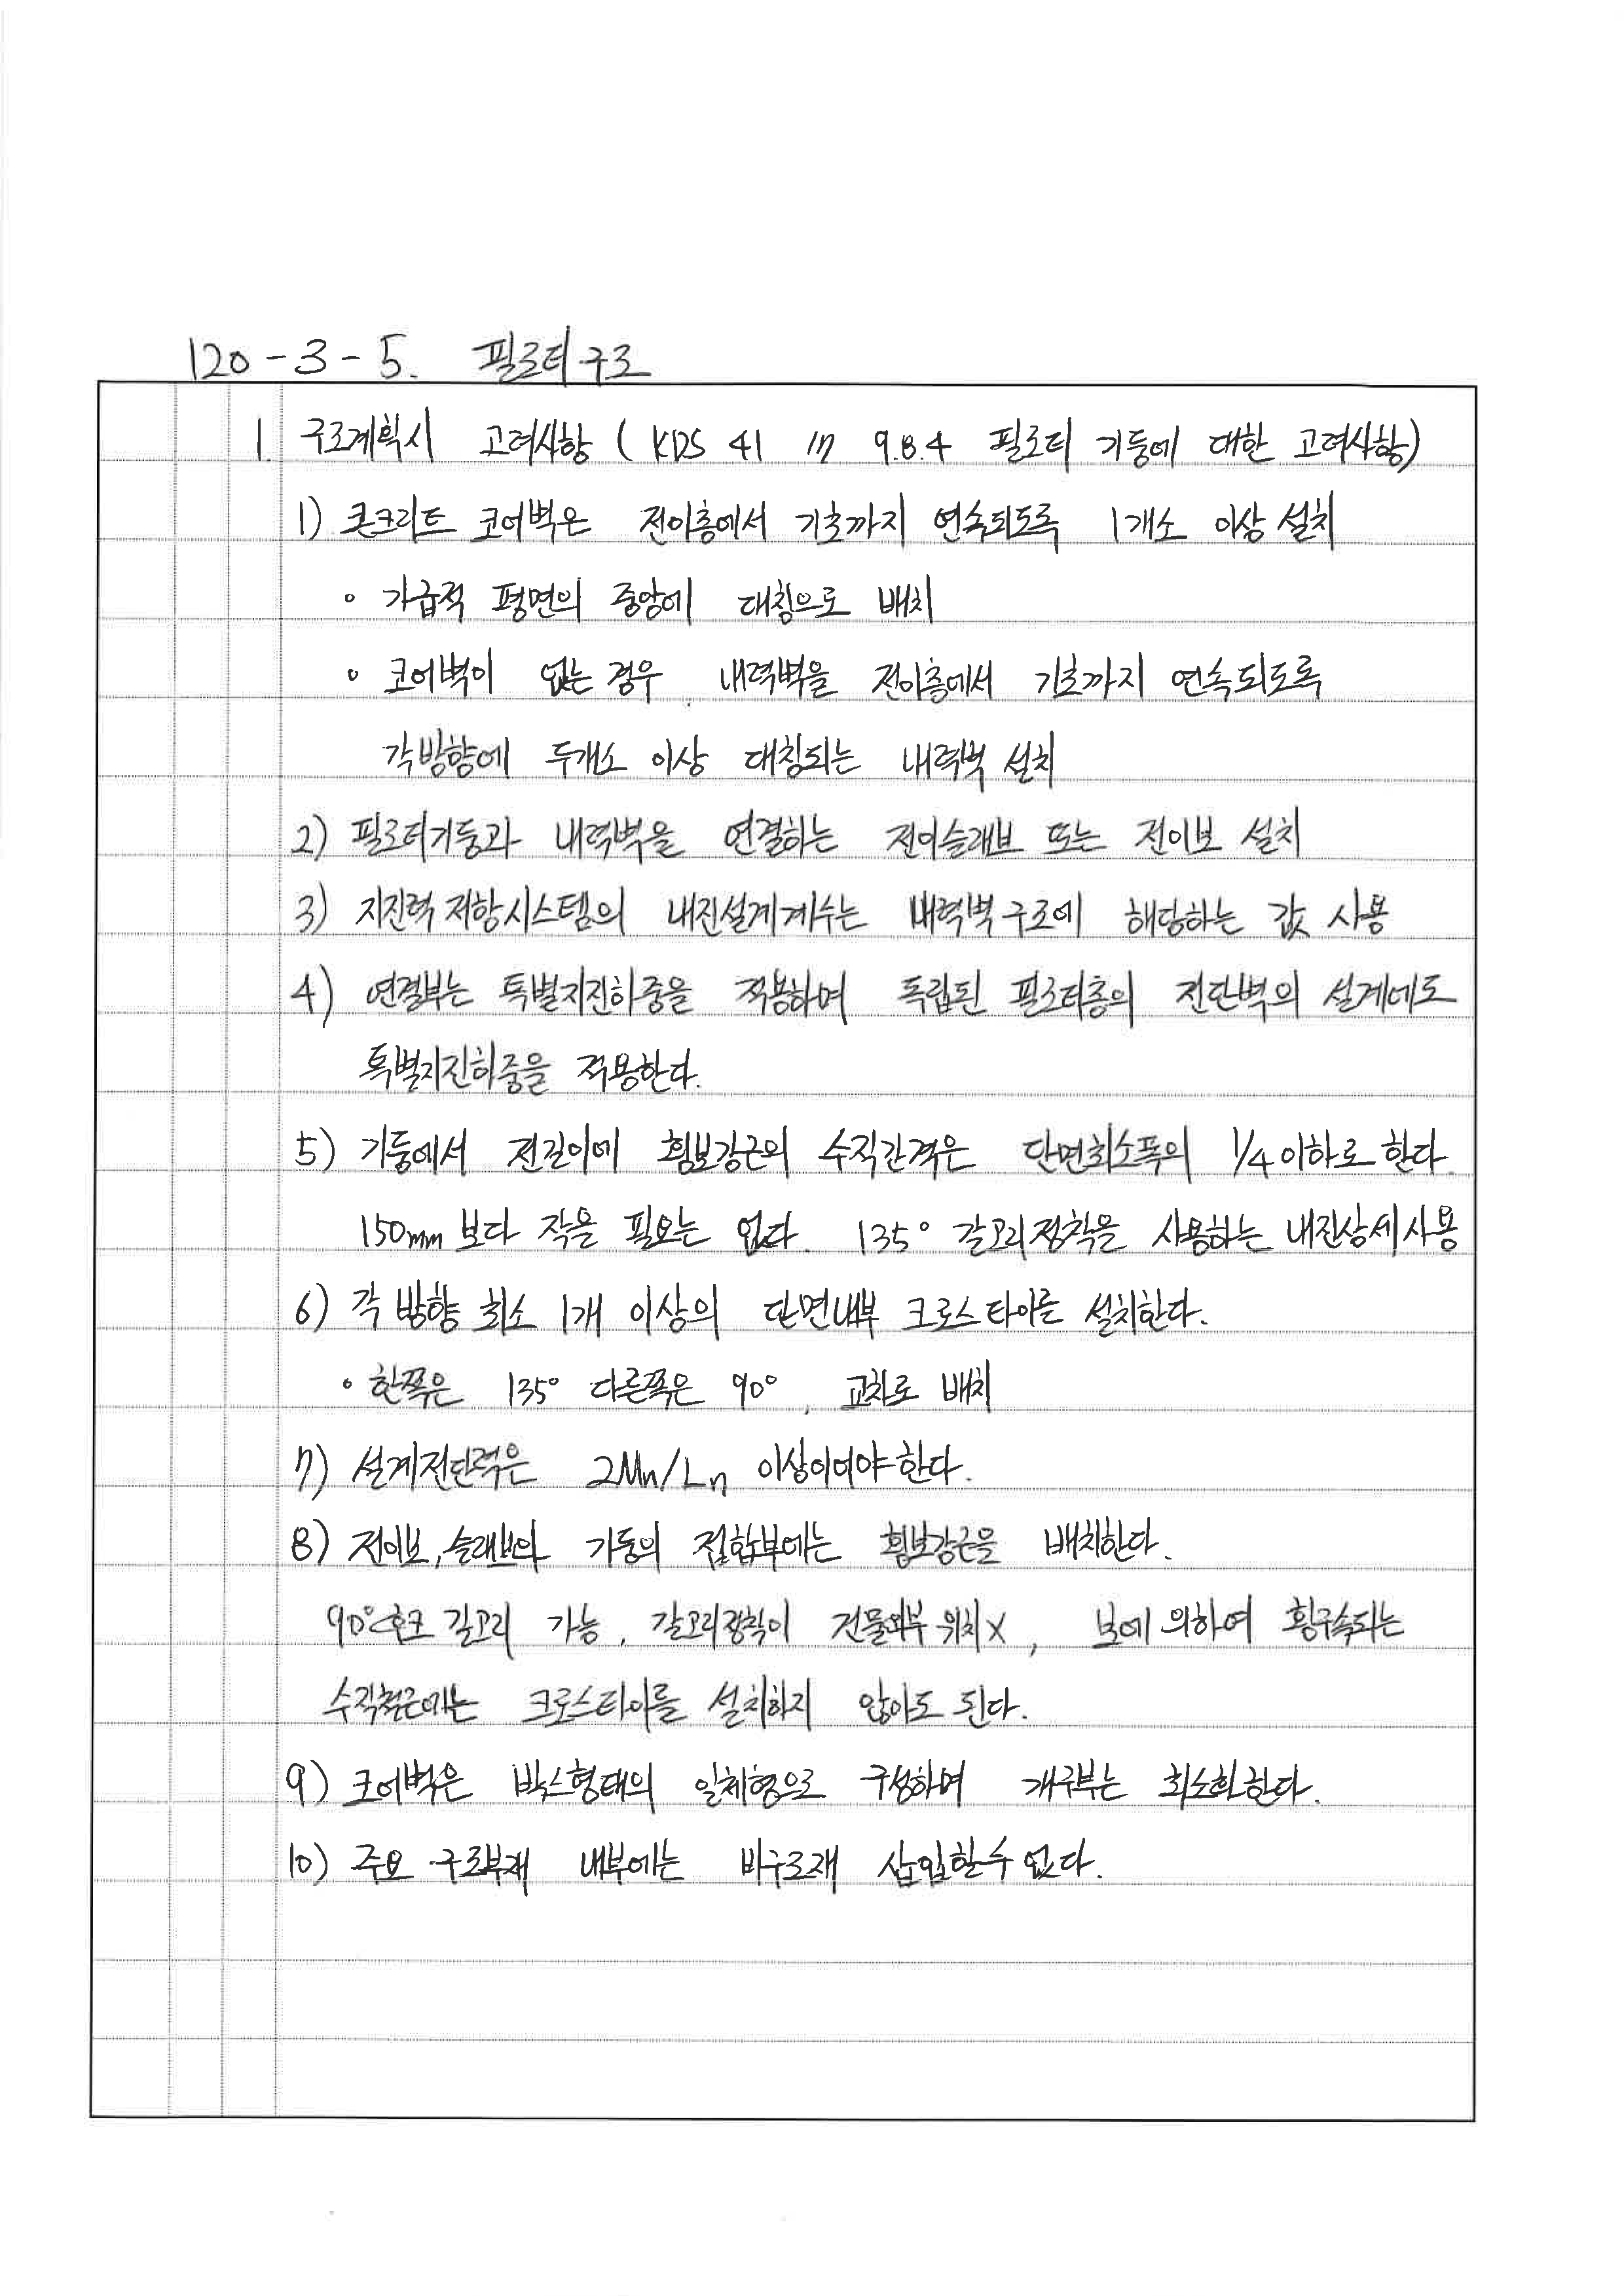 120 - 3 - 5. 필로티 구조
1. 구조계획시 고려사항 ( KDS 41 17 9.8.4 필로티 기둥에 대한 고려사항)
1) 콘크리트 코어벽은 전이층에서 기초까지 연속되도록 1개소 이상 설치
◦ 가급적 평면의 중앙에 대칭으로 배치
◦ 코어벽이 없는 경우, 내력벽을 전이층에서 기초까지 연속되도록
각방향에 두개소 이상 대칭되는 내력벽 설치
2) 필로티기둥과 내력벽을 연결하는 전이슬래브 또는 전이보 설치
3) 지진력 저항시스템의 내진설계계수는 내력벽구조에 해당하는 값 사용
4) 연결부는 특별지진하중을 적용하며 독립된 필로티층의 전단벽의 설계에도
특별지진하중을 적용한다.
5) 기둥에서 전길이에 횡보강근의 수직간격은 단면최소폭의 1/4 이하로 한다.
150mm 보다 작을 필요는 없다. 135° 갈고리정착을 사용하는 내진상세사용
6) 각 방향 최소 1개 이상의 단면내부 크로스타이를 설치한다.
◦ 한쪽은 135° 다른쪽은 90°, 교차로 배치
7) 설계전단력은 2Mn/Ln 이상이어야한다.
8) 전이보, 슬래브와 기둥의 접합부에는 횡보강근을 배치한다.
90° 갈고리 가능, 갈고리정착이 건물외부 위치X, 보에 의하여 횡구속되는
수직철근에는 크로스타이를 설치하지 않아도 된다.
9) 코어벽은 박스형태의 일체형으로 구성하며 개구부는 최소화한다.
10) 주요 구조부재 내부에는 비구조재 삽입할수 없다.